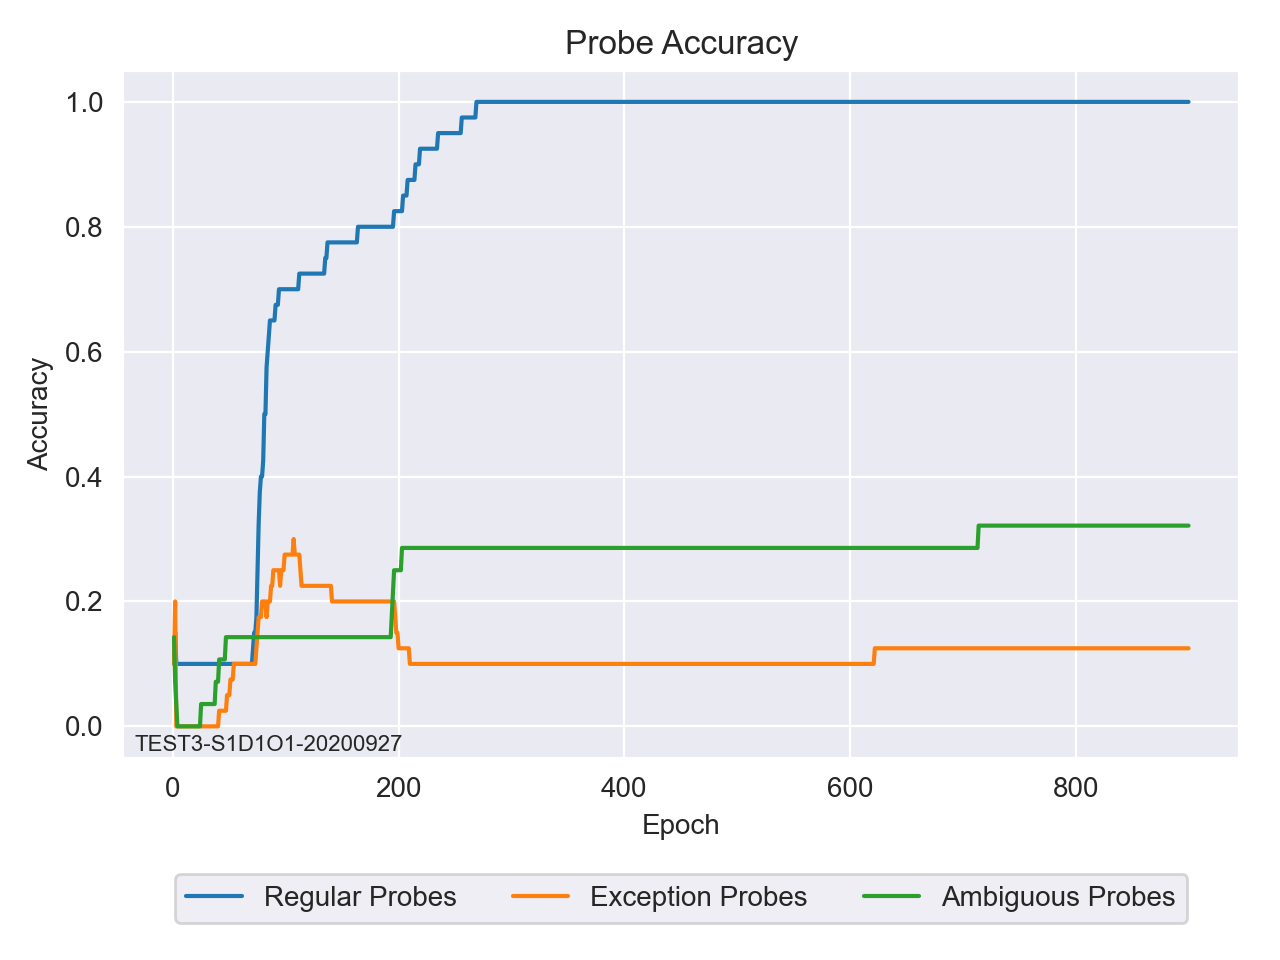 Probe Accuracy
1.0
0.8
0.6
0.4
0.2
0.0
Accuracy
TEST3-S1D1O1-20200927
0 200 400 600 800
Epoch
Regular Probes Exception Probes Ambiguous Probes